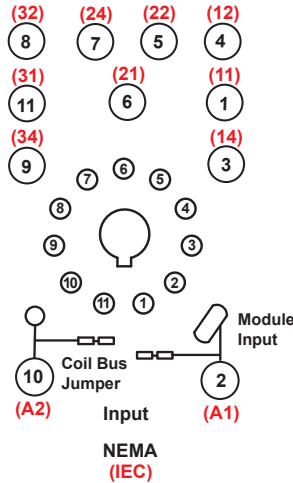 (32) (24) (22) (12)
8 7 5 4
(31) (21) (11)
11 6 1
(34) (14)
9 3
6
7 5
8 4
9 3
10 2
11 1
Module
Input
Coil Bus
Jumper
10 2
(A2) (A1)
Input
NEMA
(IEC)